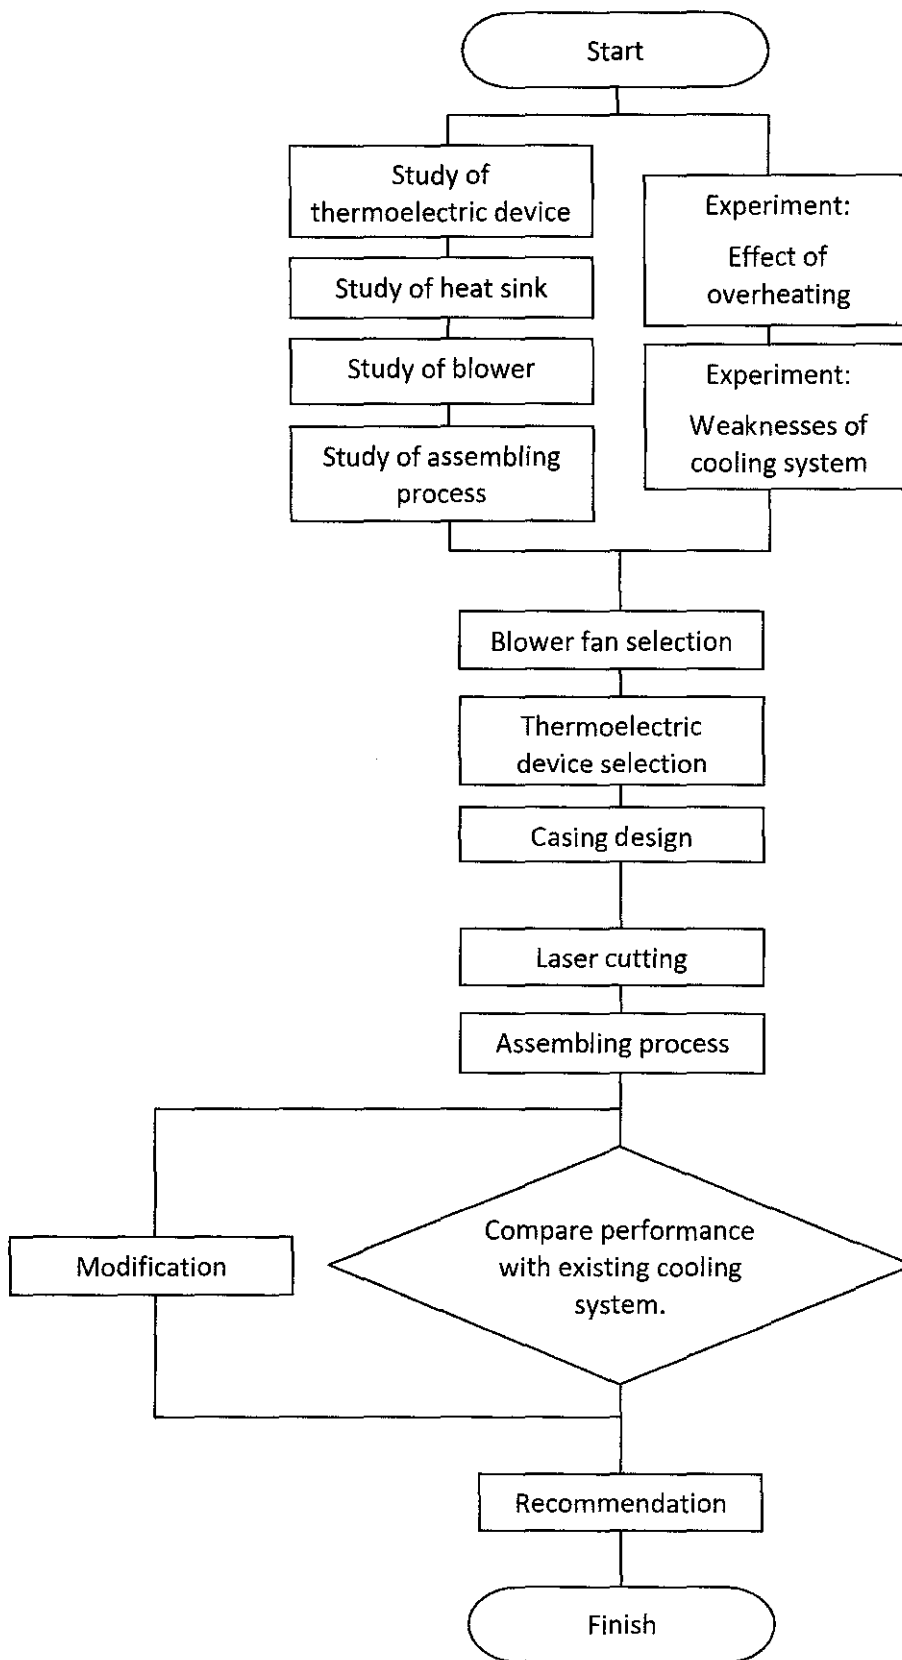 Start
Study of
thermoelectric device
Study of heat sink
Study of blower
Study of assembling
process
Experiment:
Effect of
overheating
Experiment:
Weaknesses of
cooling system
Blower fan selection
Thermoelectric
device selection
Casing design
Laser cutting
Assembling process
Modification
Compare performance
with existing cooling
system.
Recommendation
Finish